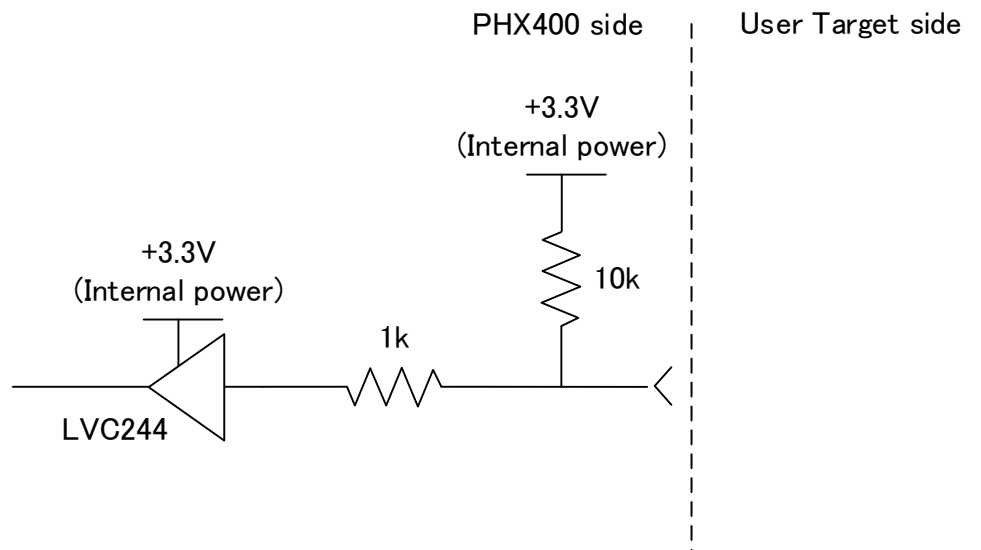 PHX400 side
User Target side
+3.3V
(Internal power)
10k
+3.3V
(Internal power)
1k
LVC244